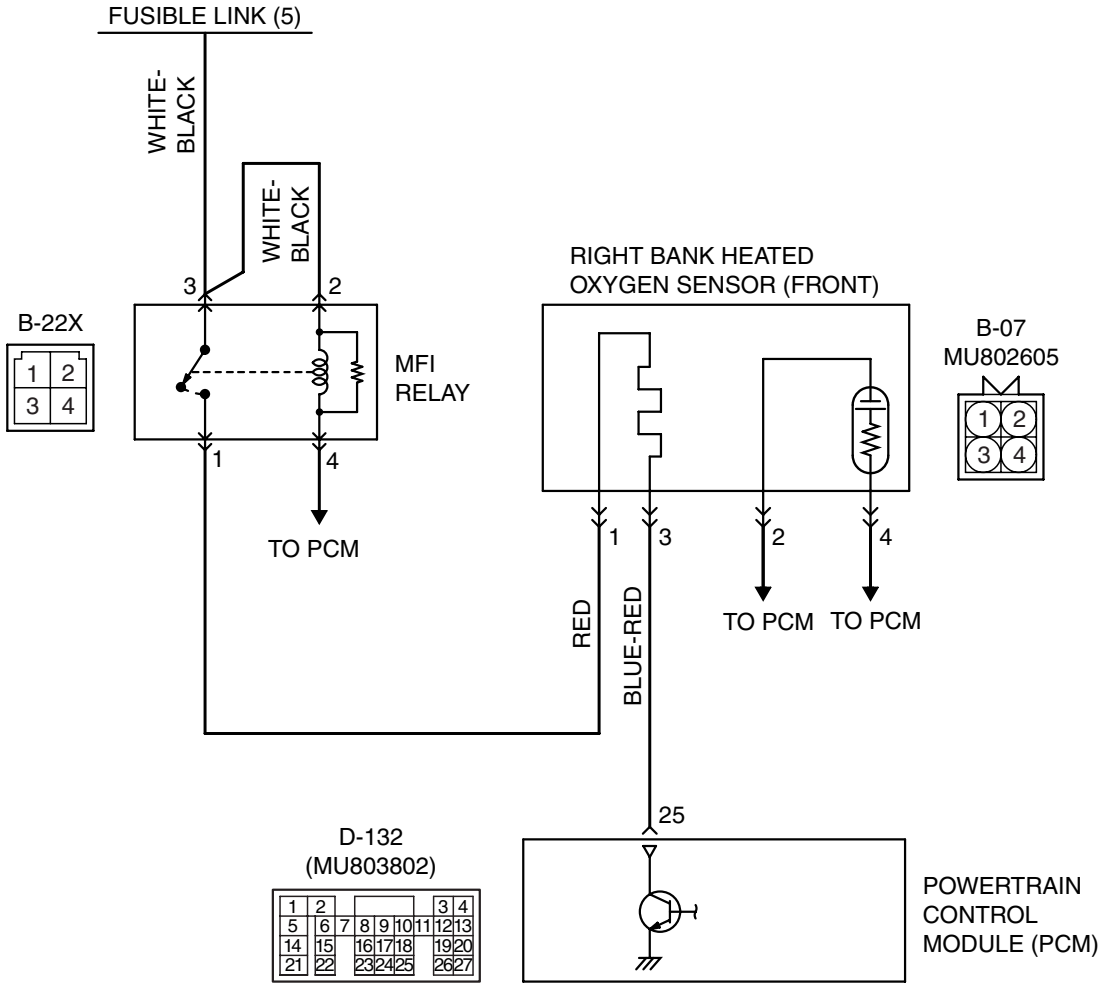 FUSIBLE LINK (5)
WHITE-
BLACK
WHITE-
BLACK
3
2
B-22X
1 2
3 4
MFI
RELAY
1
4
TO PCM
RIGHT BANK HEATED
OXYGEN SENSOR (FRONT)
B-07
MU802605
1 2
3 4
1
3
2
4
RED
BLUE-RED
TO PCM
TO PCM
25
D-132
(MU803802)
1 2 3 4
5 6 7 8 9 10 11 12 13
14 15 16 17 18 19 20
21 22 23 24 25 26 27
POWERTRAIN
CONTROL
MODULE (PCM)